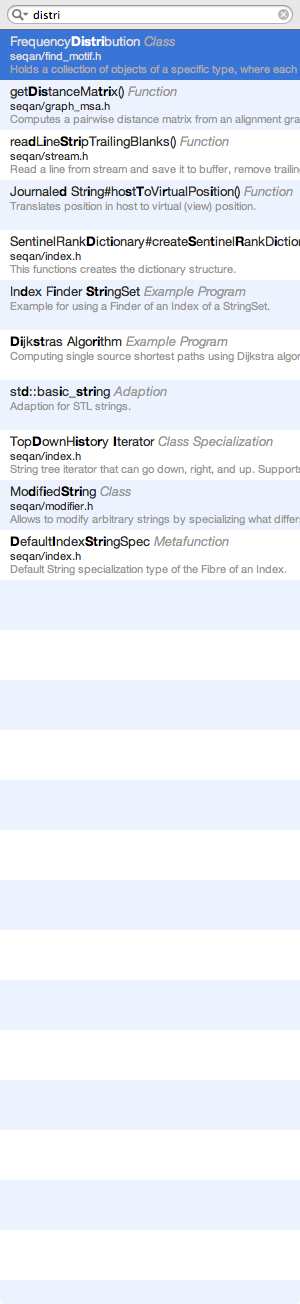 distri
FrequencyDistribution Class
seqan/find_motif.h
Holds a collection of objects of a specific type, where each
getDistanceMatrix() Function
seqan/graph_msa.h
Computes a pairwise distance matrix from an alignment gra
readLineStripTrailingBlanks() Function
seqan/stream.h
Read a line from stream and save it to buffer, remove trailin
Journaled String#hostToVirtualPosition() Function
Translates position in host to virtual (view) position.
SentinelRankDictionary#createSentinelRankDictio
seqan/index.h
This functions creates the dictionary structure.
Index Finder StringSet Example Program
Example for using a Finder of an Index of a StringSet.
Dijkstras Algorithm Example Program
Computing single source shortest paths using Dijkstra algor
std::basic_string Adaption
Adaption for STL strings.
TopDownHistory Iterator Class Specialization
seqan/index.h
String tree iterator that can go down, right, and up. Supports
ModifiedString Class
seqan/modifier.h
Allows to modify arbitrary strings by specializing what differ
DefaultIndexStringSpec Metafunction
seqan/index.h
Default String specialization type of the Fibre of an Index.